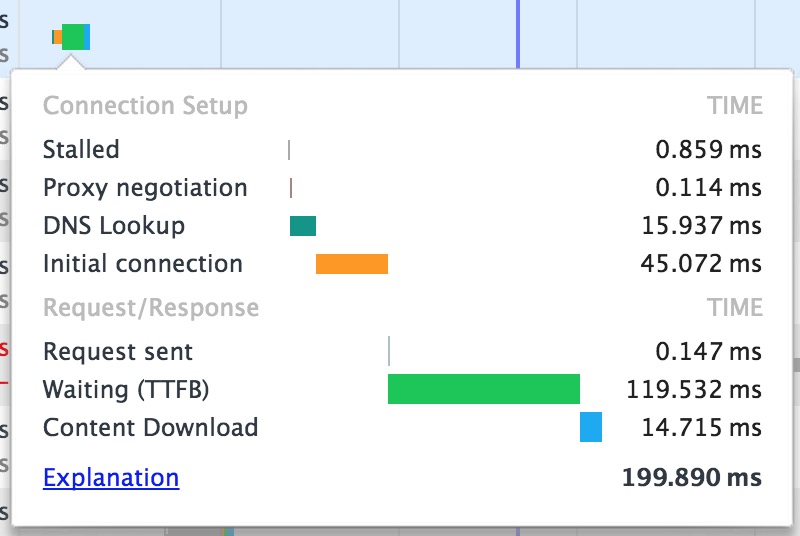 Connection Setup TIME
Stalled 0.859 ms
Proxy negotiation 0.114 ms
DNS Lookup 15.937 ms
Initial connection 45.072 ms
Request/Response TIME
Request sent 0.147 ms
Waiting (TTFB) 119.532 ms
Content Download 14.715 ms
Explanation 199.890 ms